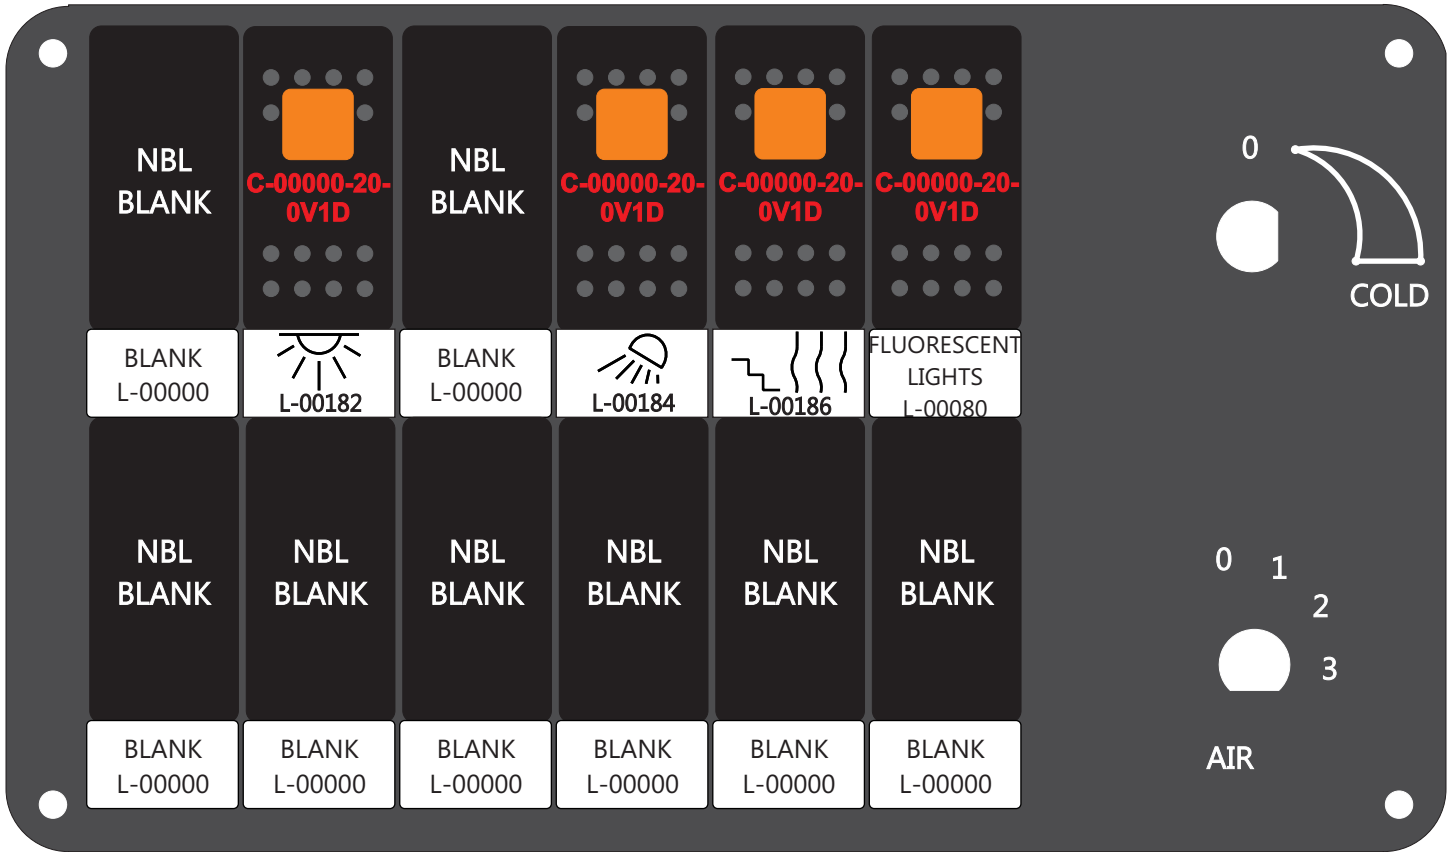 NBL
BLANK
C-00000-20-
0V1D
NBL
BLANK
C-00000-20-
0V1D
C-00000-20-
0V1D
C-00000-20-
0V1D
0
COLD
BLANK
L-00000
L-00182
BLANK
L-00000
L-00184
L-00186
FLUORESCENT
LIGHTS
L-00080
NBL
BLANK
NBL
BLANK
NBL
BLANK
NBL
BLANK
NBL
BLANK
NBL
BLANK
0
1
2
3
AIR
BLANK
L-00000
BLANK
L-00000
BLANK
L-00000
BLANK
L-00000
BLANK
L-00000
BLANK
L-00000